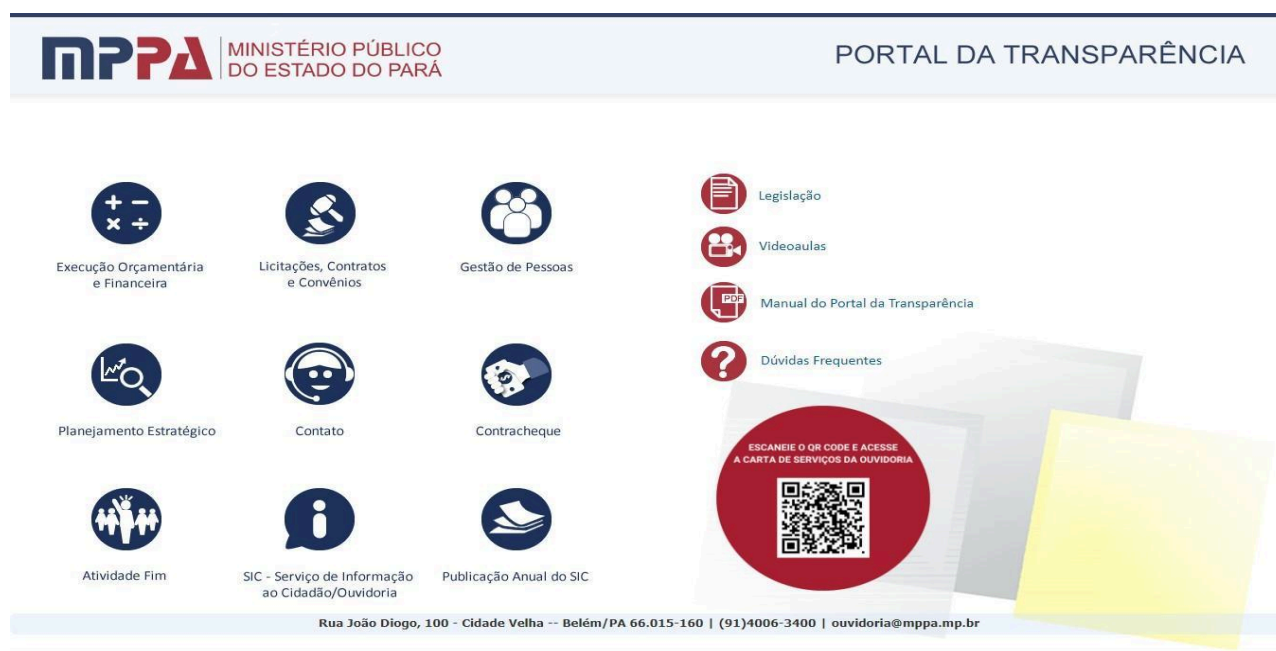 MPPA
MINISTÉRIO PÚBLICO
DO ESTADO DO PARÁ
PORTAL DA TRANSPARÊNCIA
Execução Orçamentária
e Financeira
Licitações, Contratos
e Convênios
Gestão de Pessoas
Planejamento Estratégico
Contato
Contracheque
Atividade Fim
SIC - Serviço de Informação
ao Cidadão/Ouvidoria
Publicação Anual do SIC
Legislação
Videoaulas
PDF
Manual do Portal da Transparência
Dúvidas Frequentes
ESCANEIE O QR CODE E ACESSE
A CARTA DE SERVIÇOS DA OUVIDORIA
Rua João Diogo, 100 - Cidade Velha -- Belém/PA 66.015-160 | (91)4006-3400 | ouvidoria@mppa.mp.br